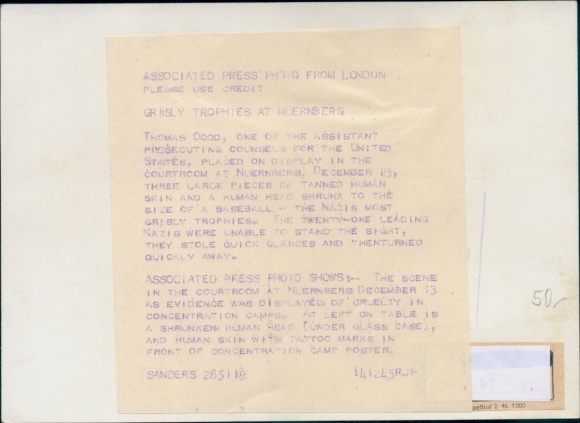 ASSOCIATED PRESS PHOTO FROM LONDON
PLEASE USE CREDIT
GRISLY TROPHIES AT NUERNBERG
THOMAS DODD, ONE OF THE ASSISTANT
PROSECUTING COUNSELS FOR THE UNITED
STATES, PLACED ON DISPLAY IN THE
COURTROOM AT NUERNBERG, DECEMBER 13,
THREE LARGE PIECES OF TANNED HUMAN
SKIN AND A HUMAN HEAD SHRUNK TO THE
SIZE OF A BASEBALL - THE NAZIS MOST
GRISLY TROPHIES. THE TWENTY-ONE LEADING
NAZIS WERE UNABLE TO STAND THE SIGHT,
THEY STOLE QUICK GLANCES AND THENTURNED
QUICKLY AWAY.
ASSOCIATED PRESS PHOTO SHOWS:- THE SCENE
IN THE COURTROOM AT NUERNBERG DECEMBER 13
AS EVIDENCE WAS DISPLAYED OF CRUELTY IN
CONCENTRATION CAMPS. AT LEFT ON TABLE IS
A SHRUNKEN HUMAN HEAD (UNDER GLASS CASE),
AND HUMAN SKIN WITH TATTOO MARKS IN
FRONT OF CONCENTRATION CAMP POSTER.
SANDERS 141245RJF
50,-
2. 46. 1000